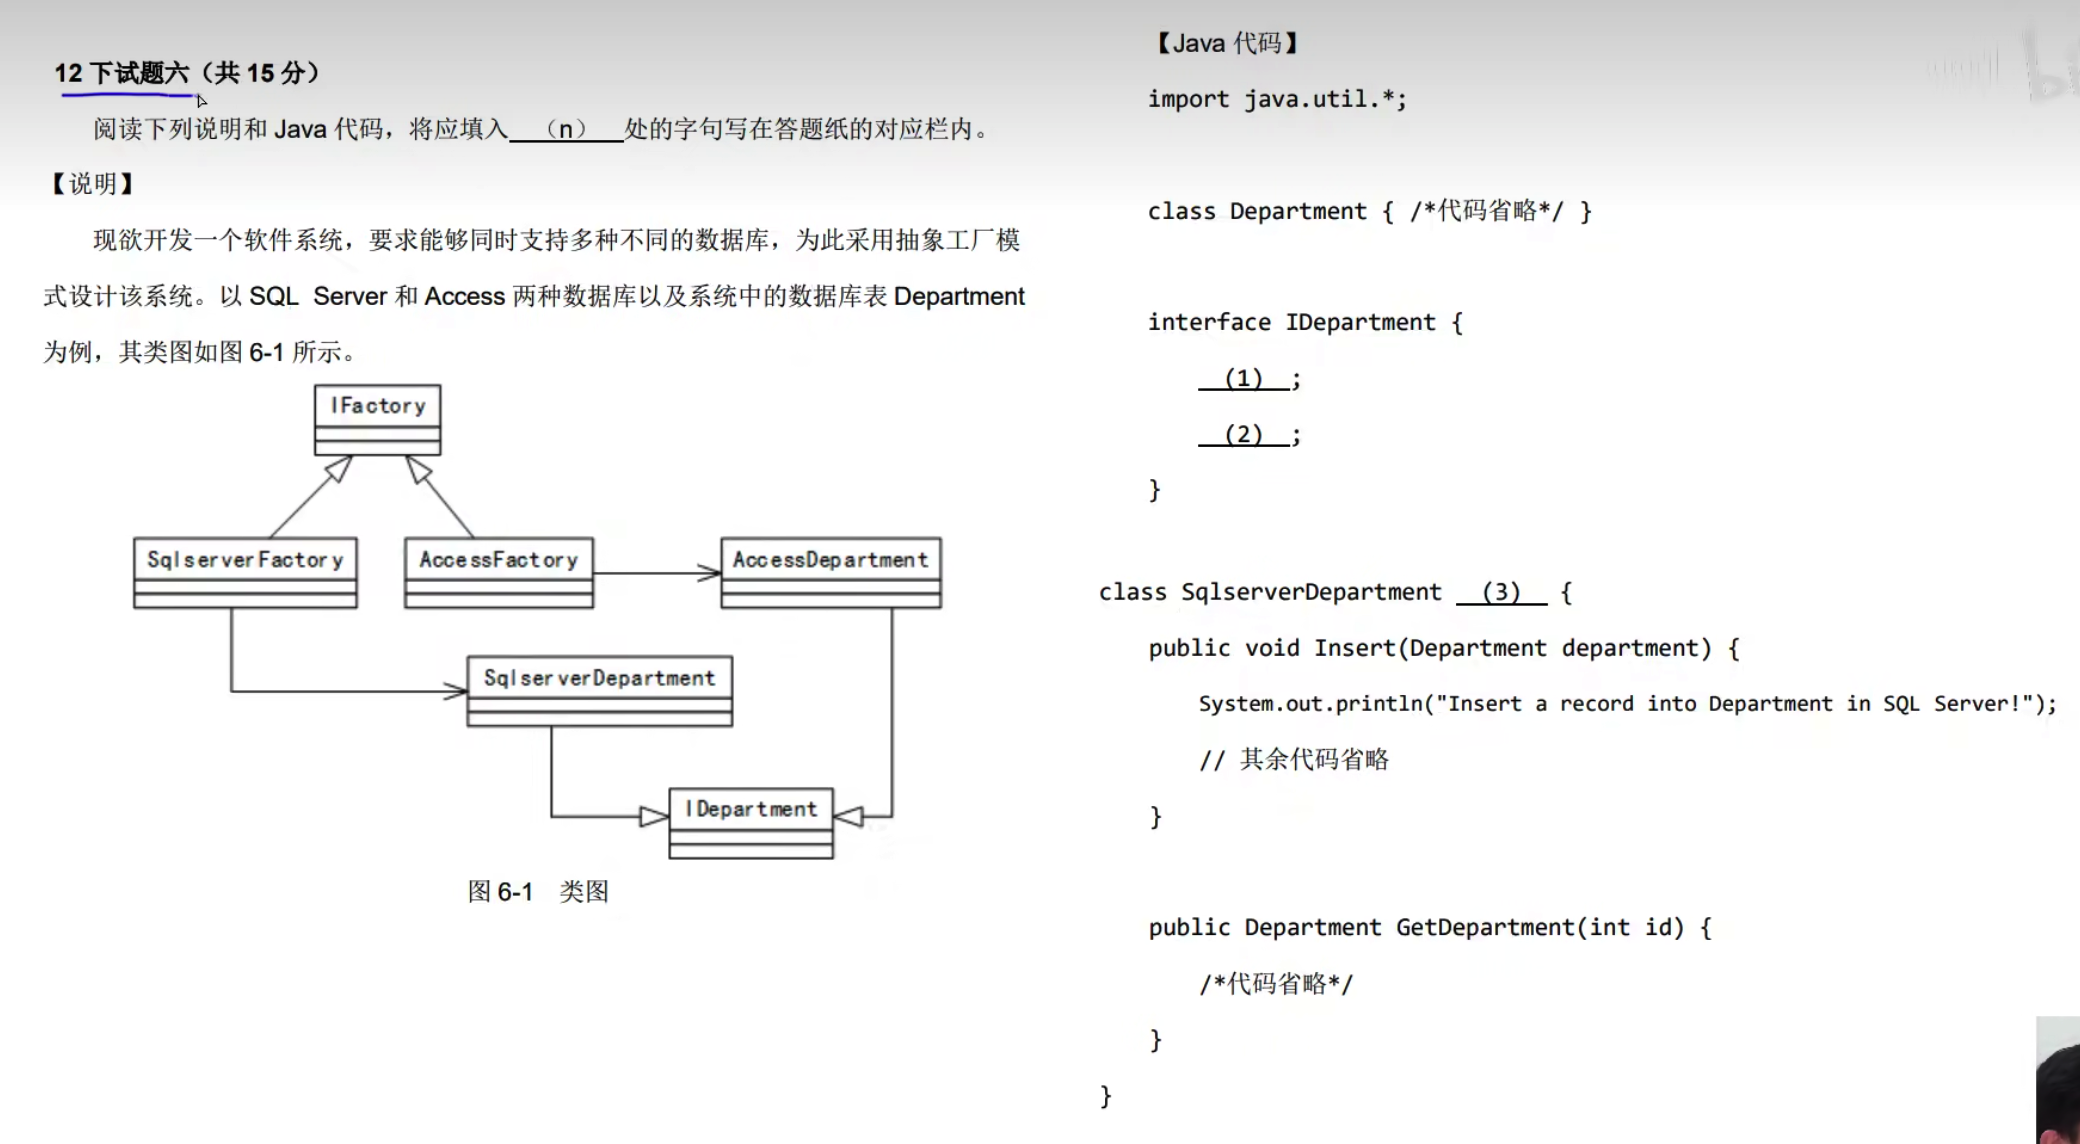 12 下试题六（共 15 分）
阅读下列说明和 Java 代码，将应填入 （n） 处的字句写在答题纸的对应栏内。
【说明】
现欲开发一个软件系统，要求能够同时支持多种不同的数据库，为此采用抽象工厂模
式设计该系统。以 SQL Server 和 Access 两种数据库以及系统中的数据库表 Department
为例，其类图如图 6-1 所示。
IFactory
SqlserverFactory
AccessFactory
AccessDepartment
SqlserverDepartment
IDepartment
图 6-1 类图
【Java 代码】
import java.util.*;
class Department { /*代码省略*/ }
interface IDepartment {
(1) ;
(2) ;
}
class SqlserverDepartment (3) {
public void Insert(Department department) {
System.out.println("Insert a record into Department in SQL Server!");
// 其余代码省略
}
public Department GetDepartment(int id) {
/*代码省略*/
}
}